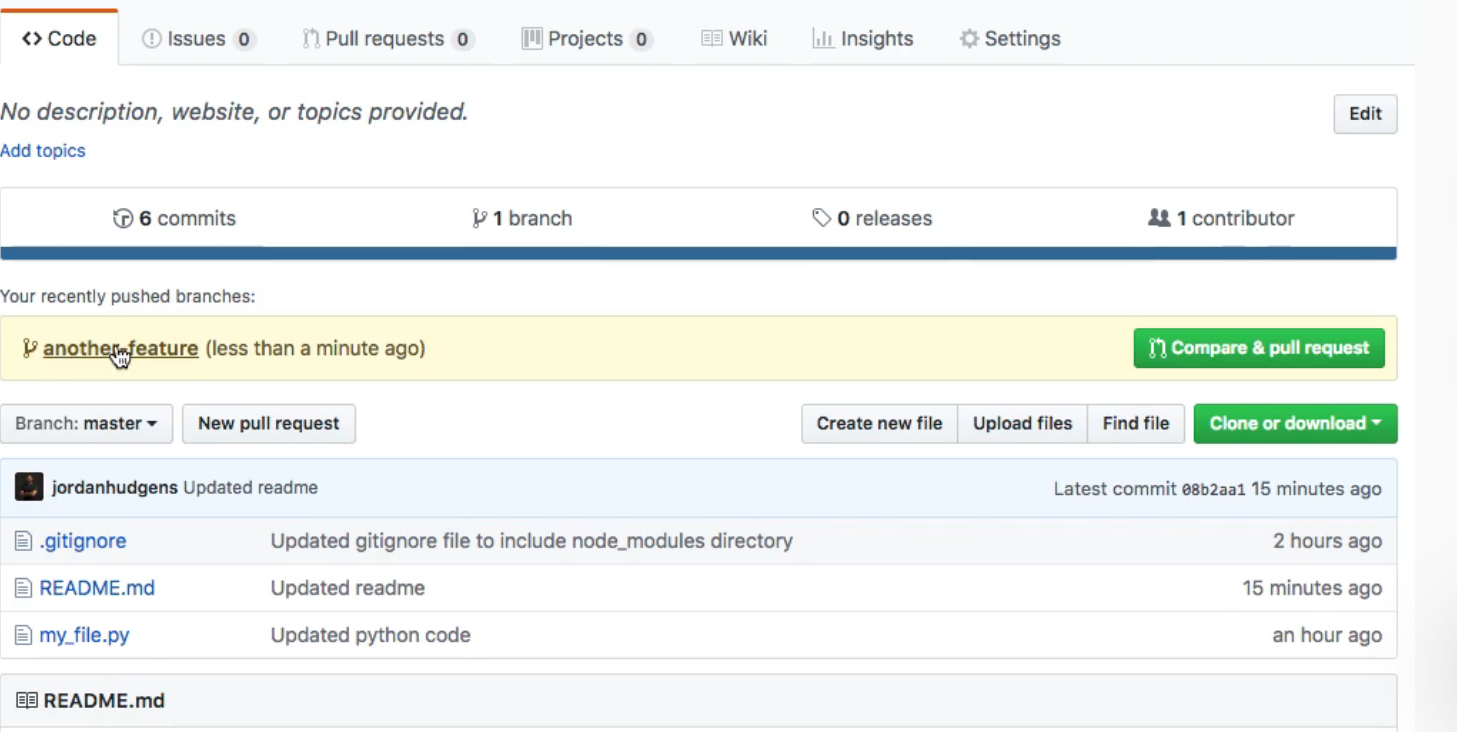 Code Issues 0 Pull requests 0 Projects 0 Wiki Insights Settings
No description, website, or topics provided.
Edit
Add topics
6 commits 1 branch 0 releases 1 contributor
Your recently pushed branches:
another-feature (less than a minute ago) Compare & pull request
Branch: master New pull request Create new file Upload files Find file Clone or download
jordanhudgens Updated readme Latest commit 08b2aa1 15 minutes ago
.gitignore Updated gitignore file to include node_modules directory 2 hours ago
README.md Updated readme 15 minutes ago
my_file.py Updated python code an hour ago
README.md